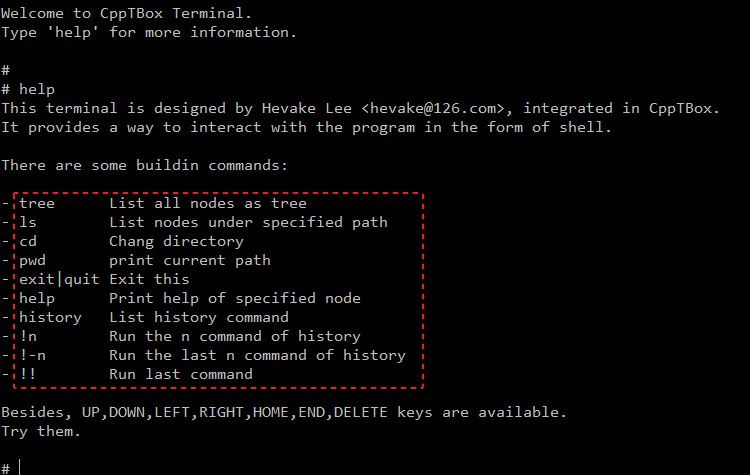 Welcome to CppTBox Terminal.
Type 'help' for more information.
#
# help
This terminal is designed by Hevake Lee <hevake@126.com>, integrated in CppTBox.
It provides a way to interact with the program in the form of shell.
There are some buildin commands:
- tree      List all nodes as tree
- ls        List nodes under specified path
- cd        Chang directory
- pwd       print current path
- exit|quit Exit this
- help      Print help of specified node
- history   List history command
- !n        Run the n command of history
- !-n       Run the last n command of history
- !!        Run last command
Besides, UP,DOWN,LEFT,RIGHT,HOME,END,DELETE keys are available.
Try them.
#